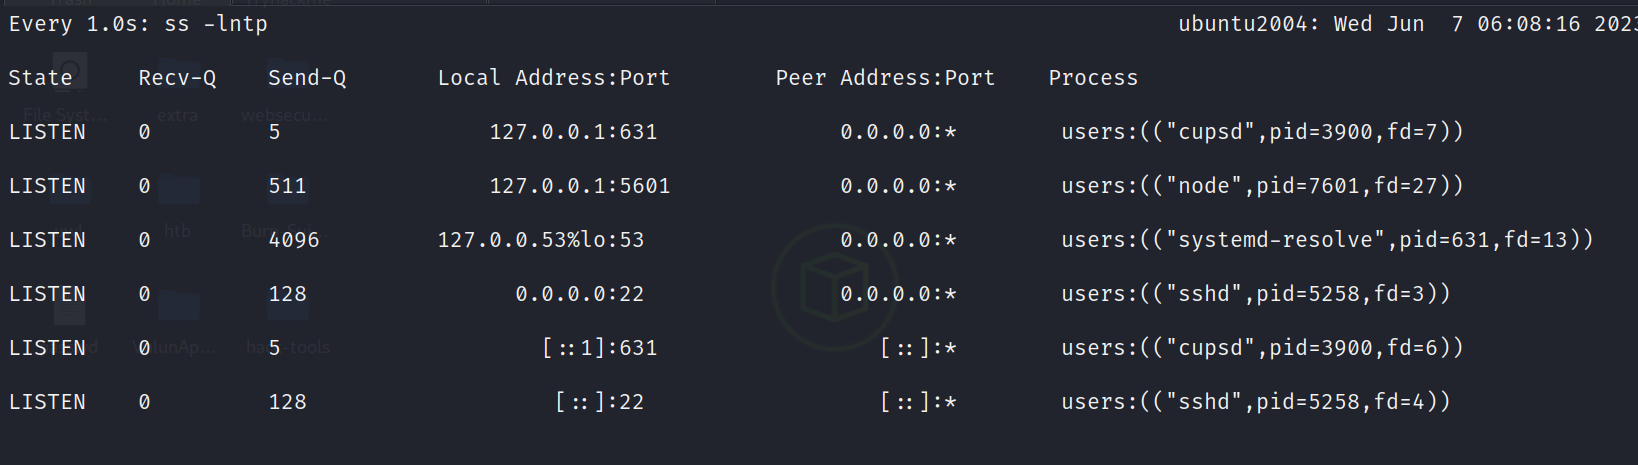 Every 1.0s: ss -lntp ubuntu2004: Wed Jun 7 06:08:16 2023
State Recv-Q Send-Q Local Address:Port Peer Address:Port Process
File Syst... extra websecu...
LISTEN 0 5 127.0.0.1:631 0.0.0.0:* users:(("cupsd",pid=3900,fd=7))
LISTEN 0 511 127.0.0.1:5601 0.0.0.0:* users:(("node",pid=7601,fd=27))
htb
LISTEN 0 4096 127.0.0.53%lo:53 0.0.0.0:* users:(("systemd-resolve",pid=631,fd=13))
LISTEN 0 128 0.0.0.0:22 0.0.0.0:* users:(("sshd",pid=5258,fd=3))
LISTEN 0 5 [::1]:631 [::]:* users:(("cupsd",pid=3900,fd=6))
LISTEN 0 128 [::]:22 [::]:* users:(("sshd",pid=5258,fd=4))